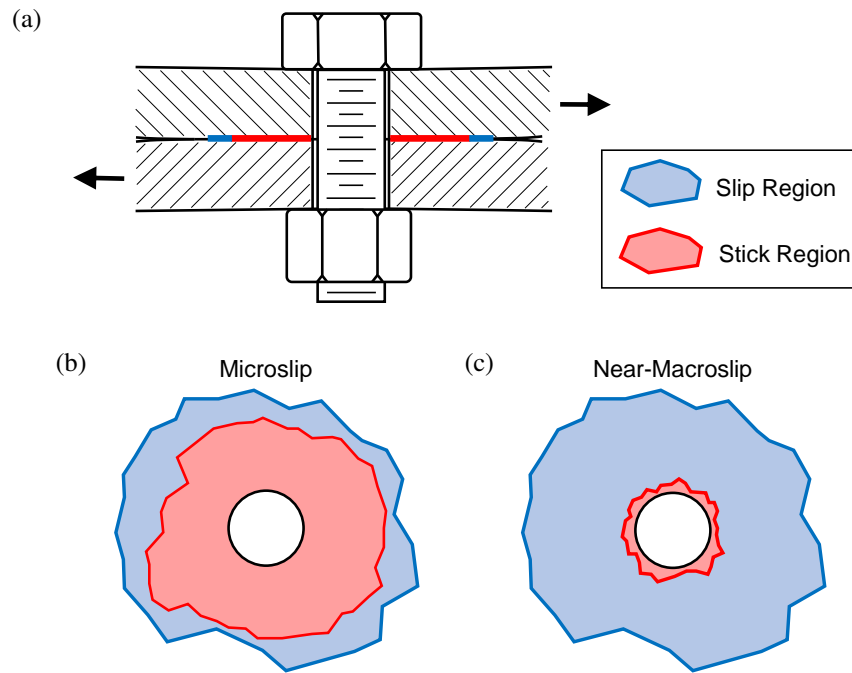 (a)
Slip Region
Stick Region
(b)
Microslip
(c)
Near-Macroslip